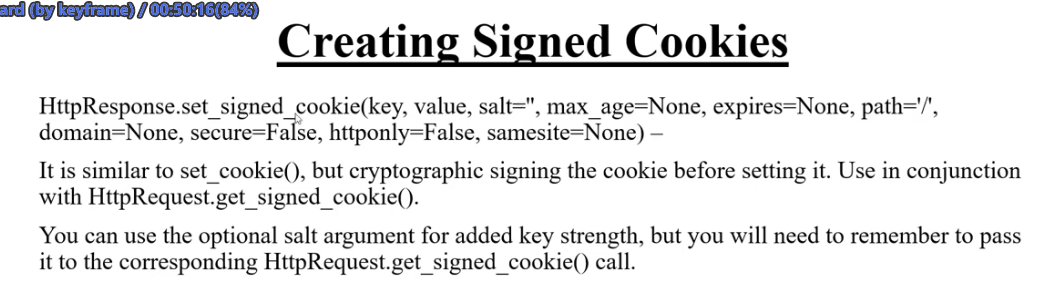 ard (by keyframe) / 00:50:16(84%)
Creating Signed Cookies
HttpResponse.set_signed_cookie(key, value, salt='', max_age=None, expires=None, path='/',
domain=None, secure=False, httponly=False, samesite=None) –
It is similar to set_cookie(), but cryptographic signing the cookie before setting it. Use in conjunction
with HttpRequest.get_signed_cookie().
You can use the optional salt argument for added key strength, but you will need to remember to pass
it to the corresponding HttpRequest.get_signed_cookie() call.